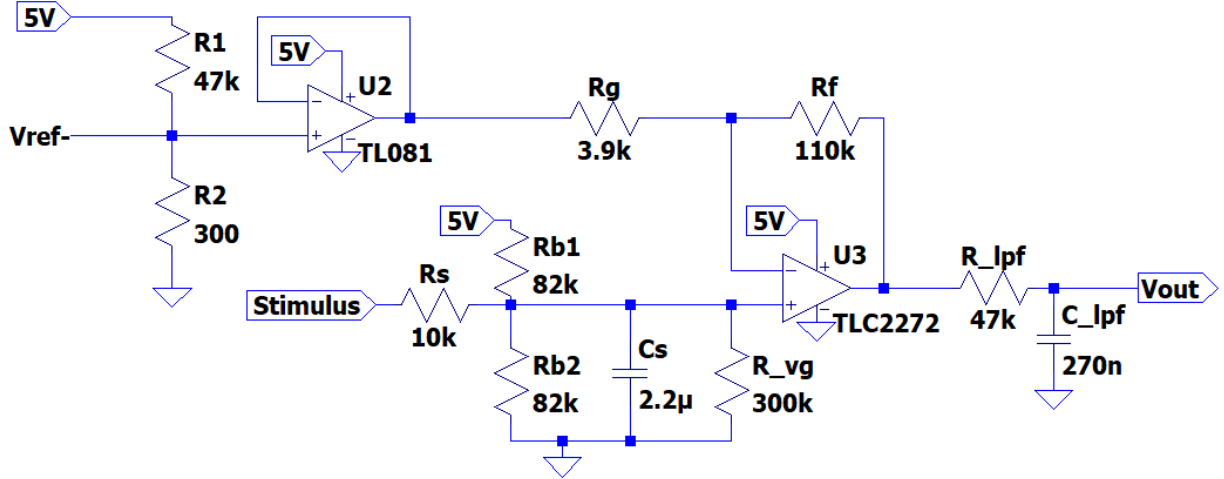 5V
R1
47k
5V
U2
TL081
Vref-
R2
300
Rg
3.9k
Rf
110k
5V
Rb1
82k
5V
U3
TLC2272
Stimulus
Rs
10k
Rb2
82k
Cs
2.2µ
R_vg
300k
R_lpf
47k
C_lpf
270n
Vout